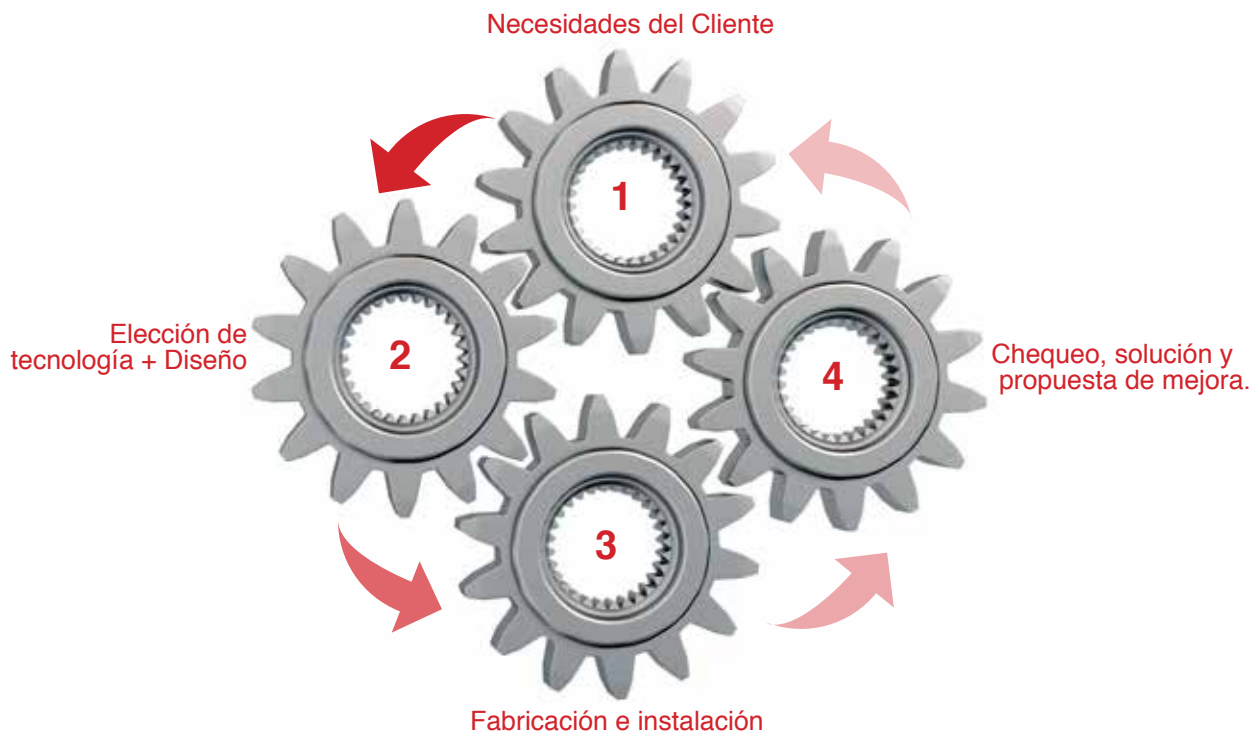 Necesidades del Cliente
1
Elección de
tecnología + Diseño
2
4
Chequeo, solución y
propuesta de mejora.
3
Fabricación e instalación